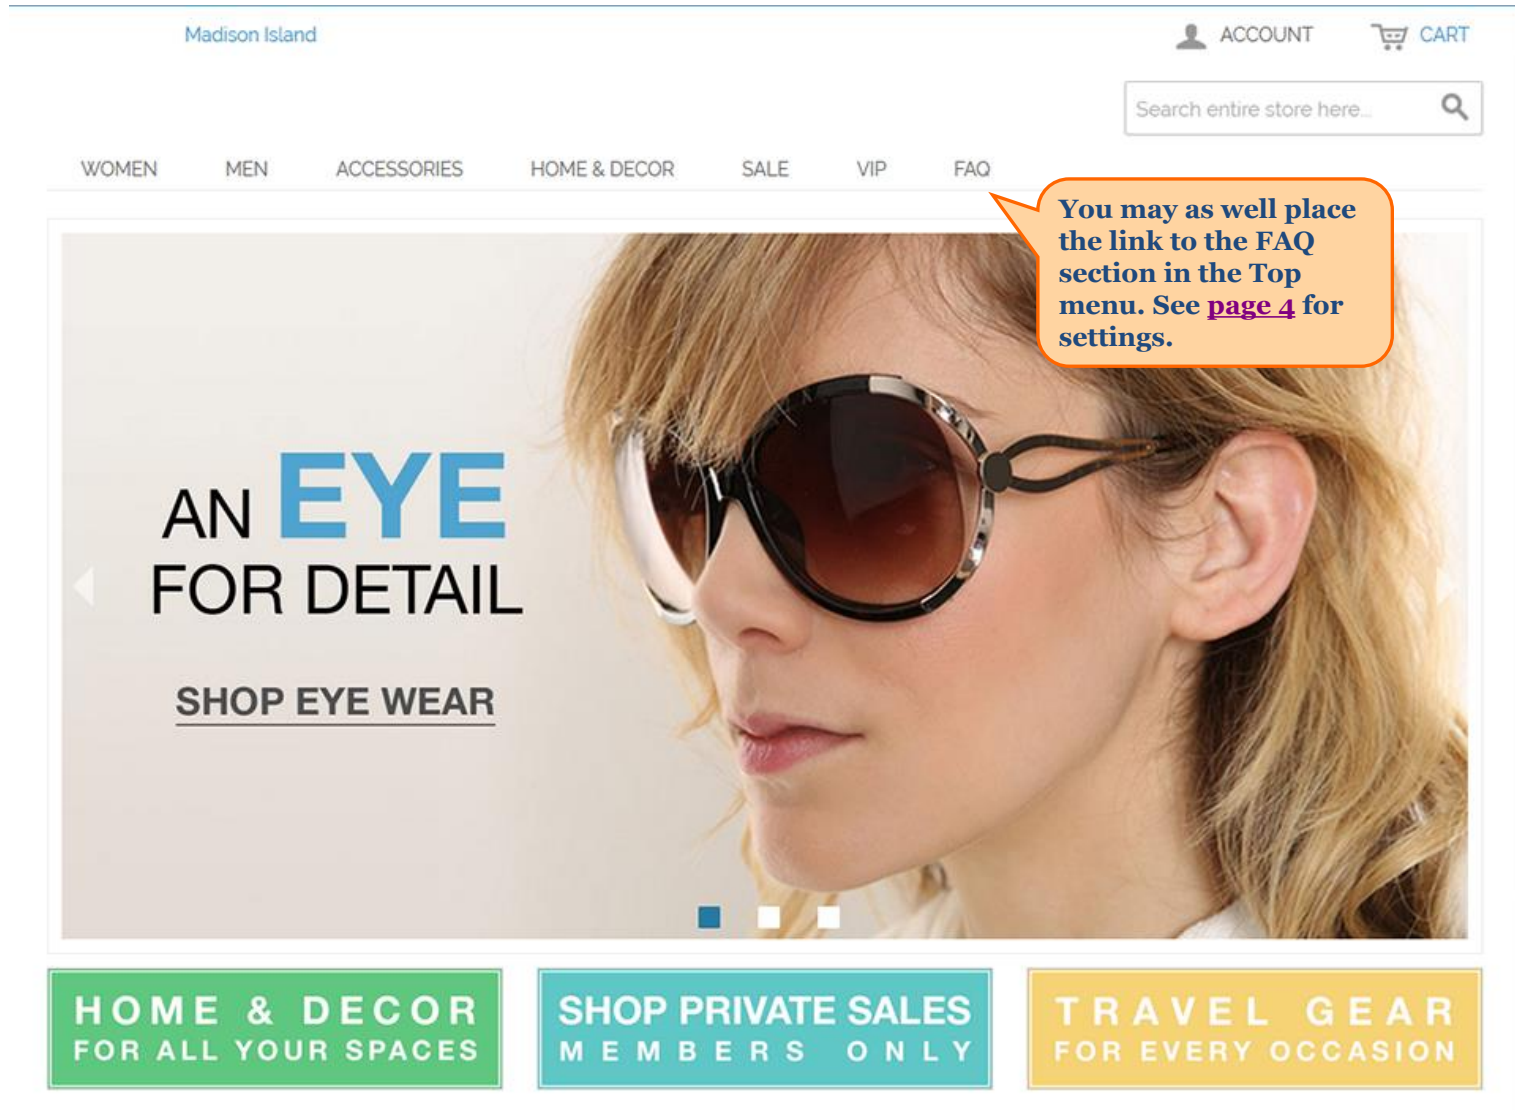 Madison Island
ACCOUNT
CART
Search entire store here...
WOMEN MEN ACCESSORIES HOME & DECOR SALE VIP FAQ
You may as well place
the link to the FAQ
section in the Top
menu. See page 4 for
settings.
AN EYE
FOR DETAIL
SHOP EYE WEAR
HOME & DECOR
FOR ALL YOUR SPACES
SHOP PRIVATE SALES
MEMBERS ONLY
TRAVEL GEAR
FOR EVERY OCCASION